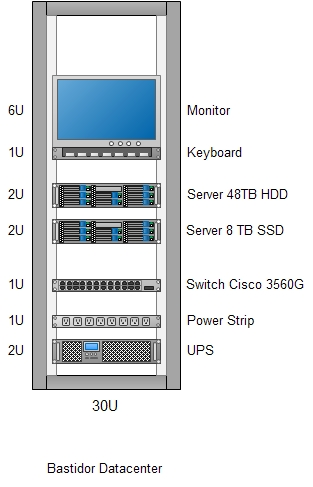 6U Monitor
1U Keyboard
2U Server 48TB HDD
2U Server 8 TB SSD
1U Switch Cisco 3560G
1U Power Strip
2U UPS
30U
Bastidor Datacenter